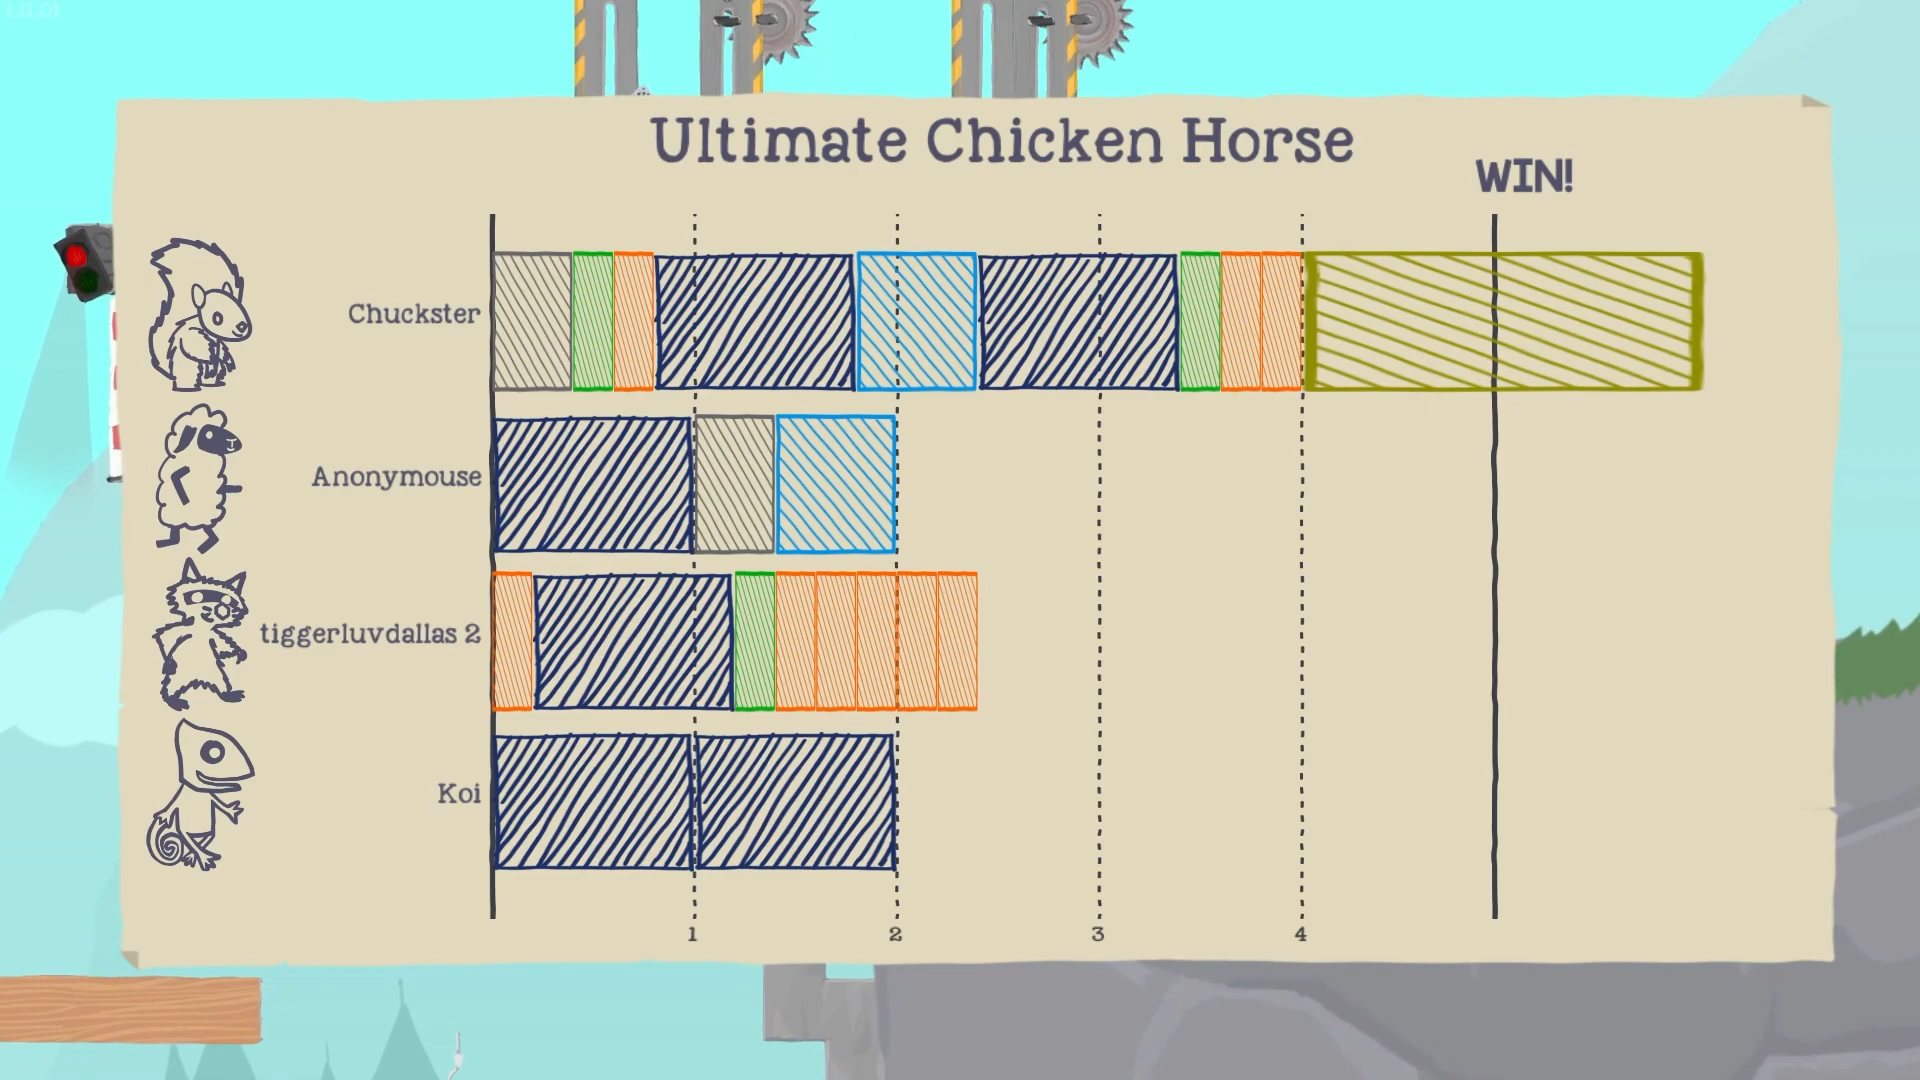 Ultimate Chicken Horse
WIN!
Chuckster
Anonymouse
tiggerluvdallas 2
Koi
1 2 3 4